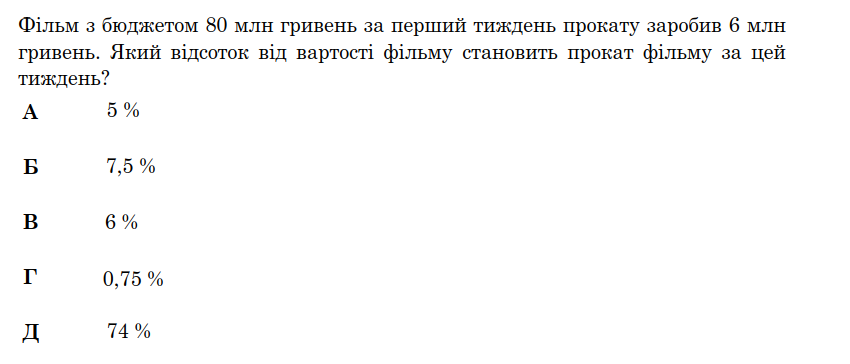 Фільм з бюджетом 80 млн гривень за перший тиждень прокату заробив 6 млн
гривень. Який відсоток від вартості фільму становить прокат фільму за цей
тиждень?
А 5 %
Б 7,5 %
В 6 %
Г 0,75 %
Д 74 %